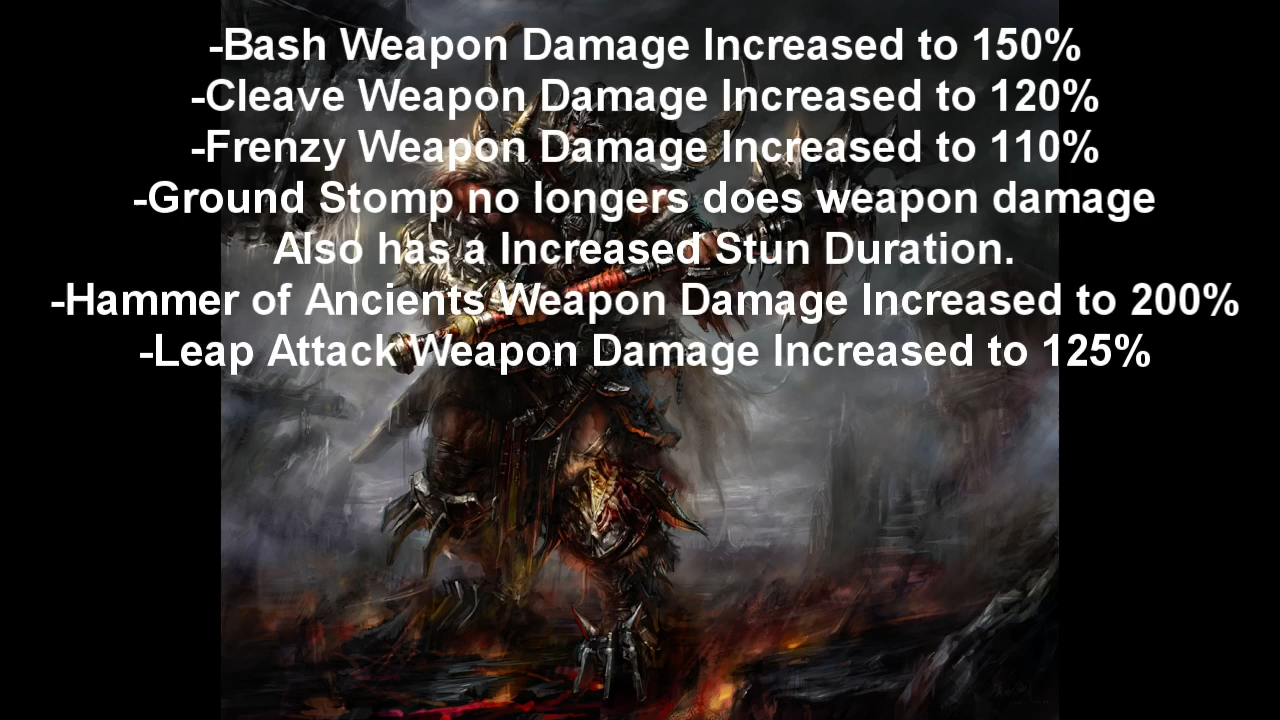 -Bash Weapon Damage Increased to 150%
-Cleave Weapon Damage Increased to 120%
-Frenzy Weapon Damage Increased to 110%
-Ground Stomp no longers does weapon damage
Also has a Increased Stun Duration.
-Hammer of Ancients Weapon Damage Increased to 200%
-Leap Attack Weapon Damage Increased to 125%